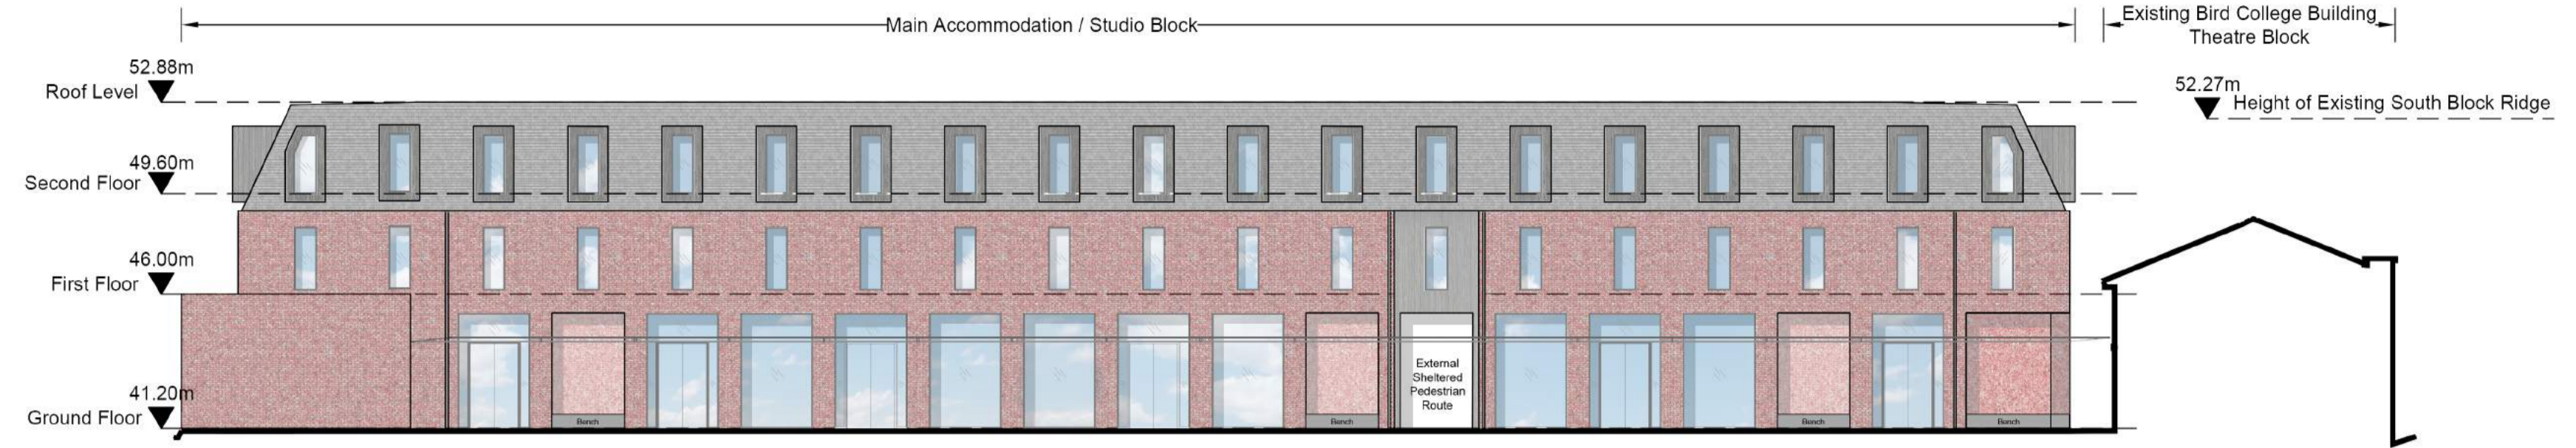 Main Accommodation / Studio Block
Existing Bird College Building
Theatre Block
52.88m
Roof Level
52.27m
Height of Existing South Block Ridge
49.60m
Second Floor
46.00m
First Floor
41.20m
Ground Floor
External
Sheltered
Pedestrian
Route
Bench
Bench
Bench
Bench